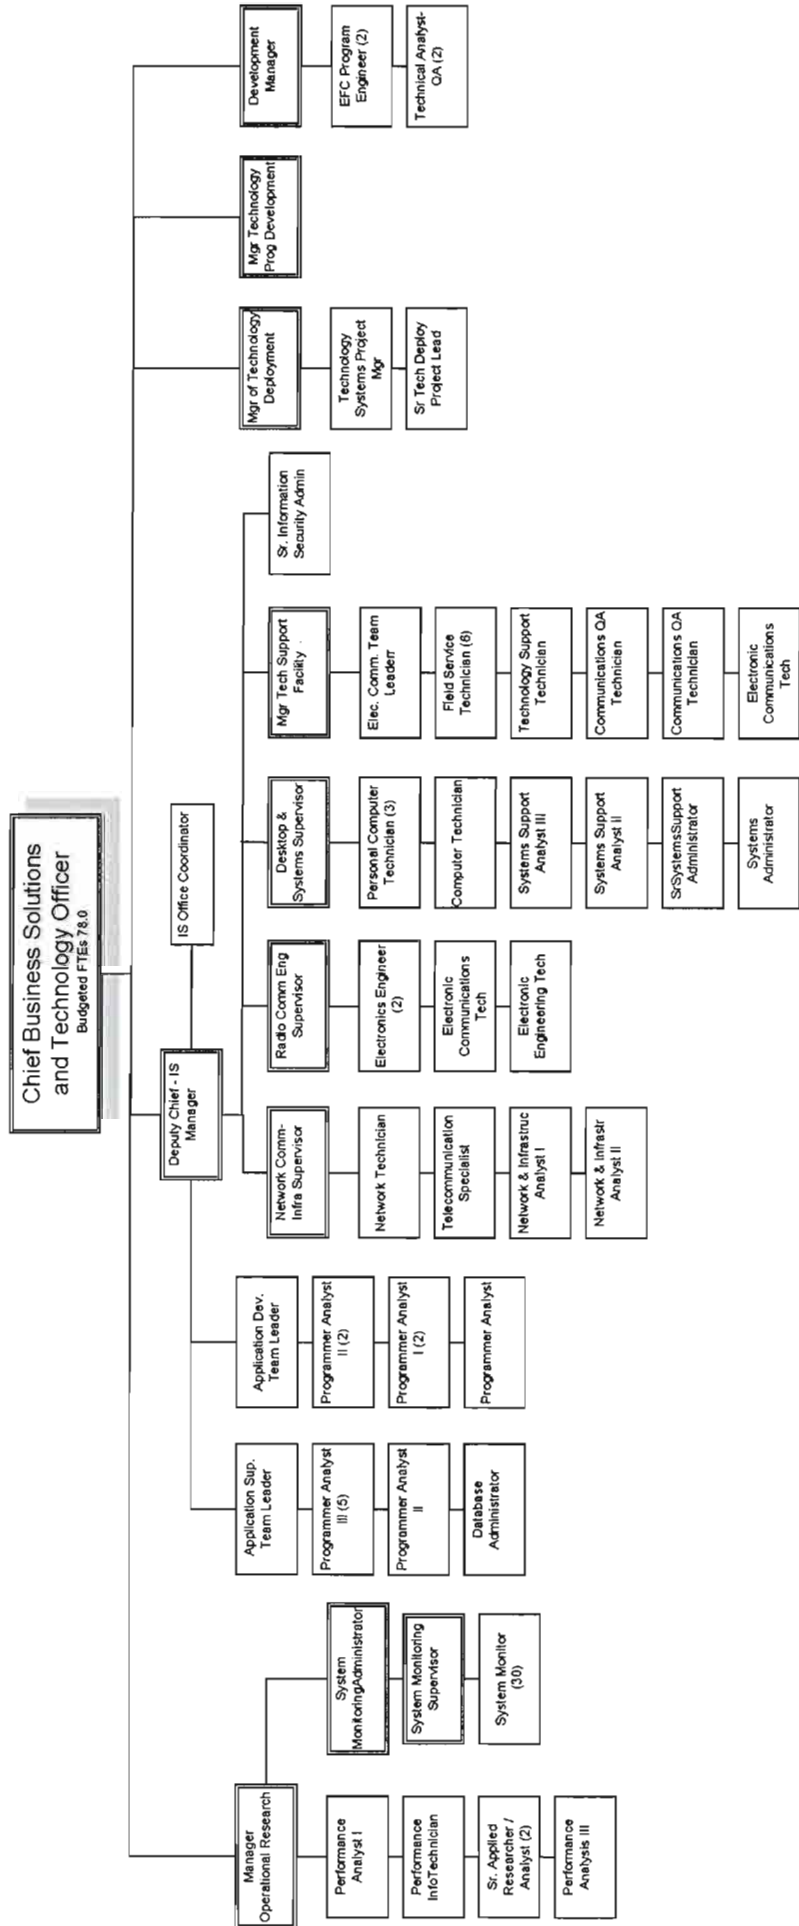 Chief Business Solutions
and Technology Officer
Budgeted FTEs 78.0
Manager
Operational Research
Performance
Analyst I
Performance
InfoTechnician
Sr. Applied
Researcher /
Analyst (2)
Performance
Analysis III
System
MonitoringAdministrator
System Monitoring
Supervisor
System Monitor
(30)
Deputy Chief - IS
Manager
IS Office Coordinator
Application Sup.
Team Leader
Programmer Analyst
III (5)
Programmer Analyst
II
Database
Administrator
Application Dev.
Team Leader
Programmer Analyst
II (2)
Programmer Analyst
I (2)
Programmer Analyst
Network Comm-
Infra Supervisor
Network Technician
Telecommunication
Specialist
Network & Infrastruc
Analyst I
Network & Infrastr
Analyst II
Radio Comm Eng
Supervisor
Electronics Engineer
(2)
Electronic
Communications
Tech
Electronic
Engineering Tech
Desktop &
Systems Supervisor
Personal Computer
Technician (3)
Computer Technician
Systems Support
Analyst III
Systems Support
Analyst II
SrSystemsSupport
Administrator
Systems
Administrator
Mgr Tech Support
Facility
Elec. Comm. Team
Leaderr
Field Service
Technician (6)
Technology Support
Technician
Communications QA
Technician
Communications QA
Technician
Electronic
Communications
Tech
Sr. Information
Security Admin
Mgr of Technology
Deployment
Technology
Systems Project
Mgr
Sr Tech Deploy
Project Lead
Mgr Technology
Prog Development
Development
Manager
EFC Program
Engineer (2)
Technical Analyst-
QA (2)